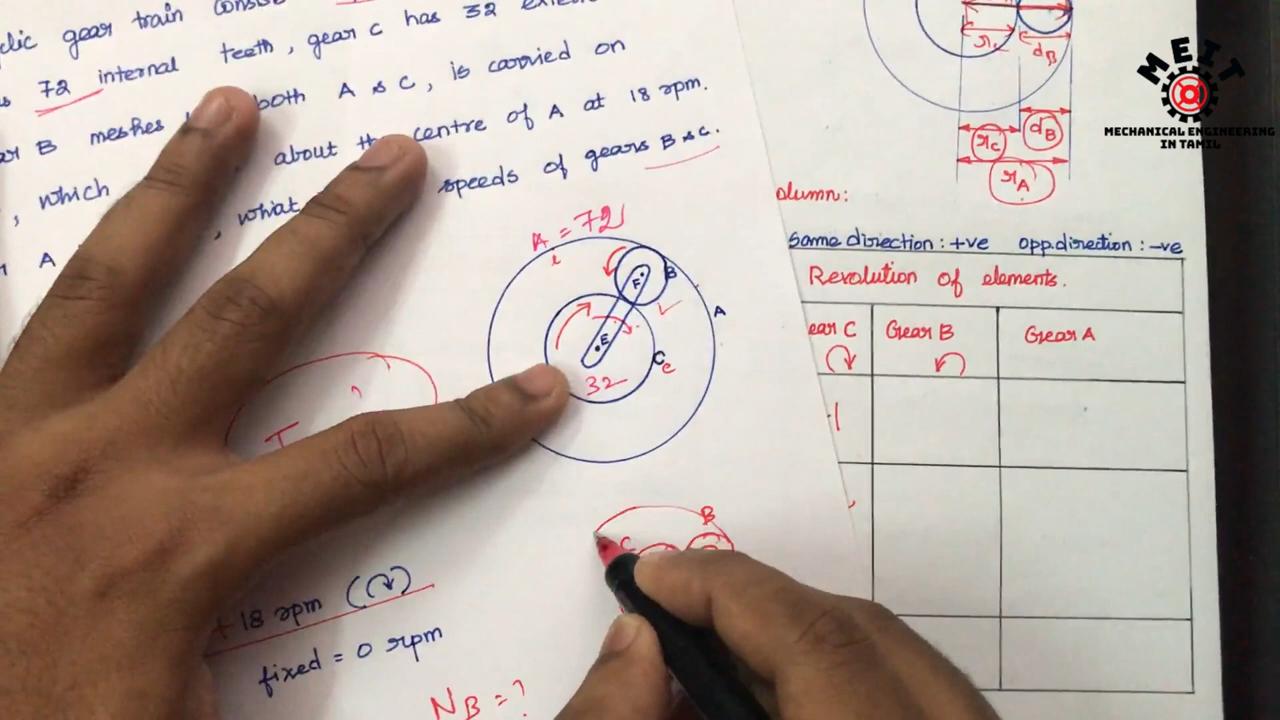 clic gear train
72 internal teeth, gear C has 32
B meshes both A & C, is carried on
, which about centre of A at 18 rpm.
A , what speeds of gears B & C.
A = 72
i
F
B
A
E
C
e
32
B
C
+18 rpm
fixed = 0 rpm
NB = ?
rC dB
dB
rC
rA
MEIT
MECHANICAL ENGINEERING
IN TAMIL
olumn:
same direction : +ve opp.direction : -ve
Revolution of elements.
ear C Gear B Gear A